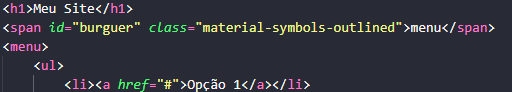 <h1>Meu Site</h1>
<span id="burguer" class="material-symbols-outlined">menu</span>
<menu>
<ul>
<li><a href="#">Opção 1</a></li>